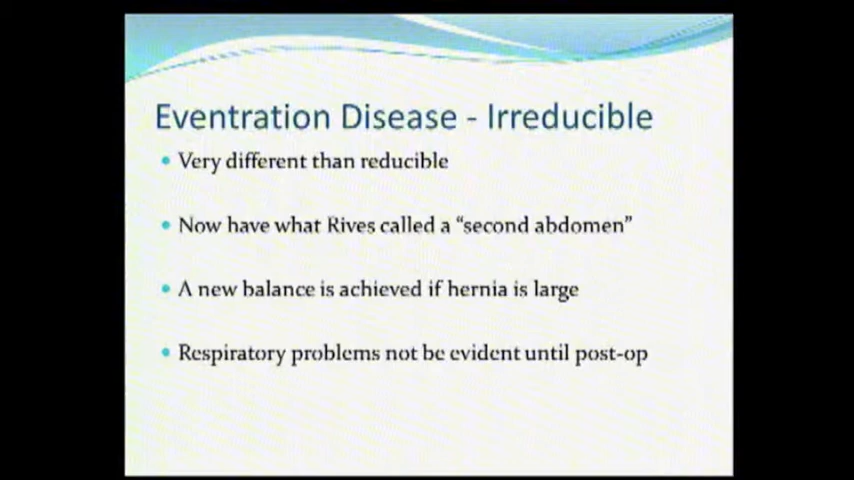 Eventration Disease - Irreducible
Very different than reducible
Now have what Rives called a “second abdomen”
A new balance is achieved if hernia is large
Respiratory problems not be evident until post-op